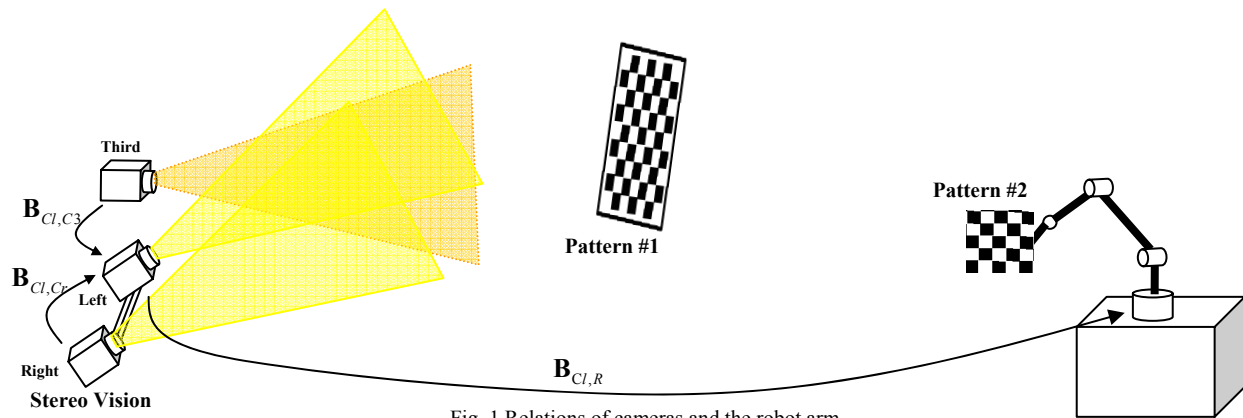 Third
B_{Cl,C3}
Pattern #1
Pattern #2
B_{Cl,Cr}
Left
Right
Stereo Vision
B_{Cl,R}
Fig. 1 Relations of cameras and the robot arm